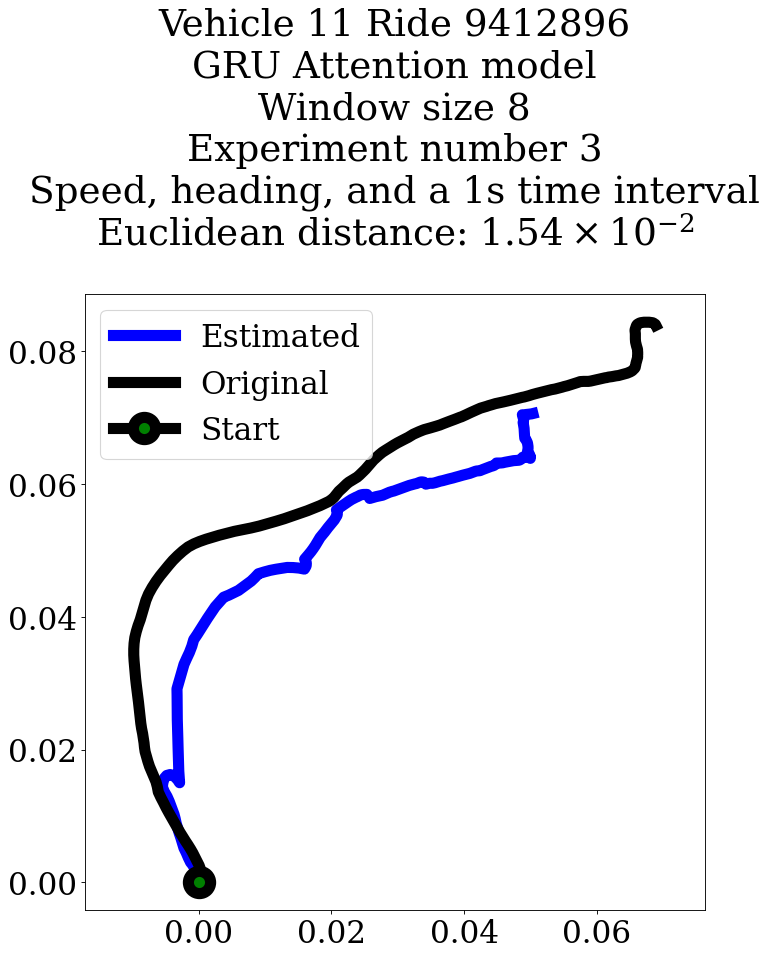 Vehicle 11 Ride 9412896
GRU Attention model
Window size 8
Experiment number 3
Speed, heading, and a 1s time interval
Euclidean distance: 1.54 × 10⁻²
Estimated
Original
Start
0.08
0.06
0.04
0.02
0.00
0.00 0.02 0.04 0.06